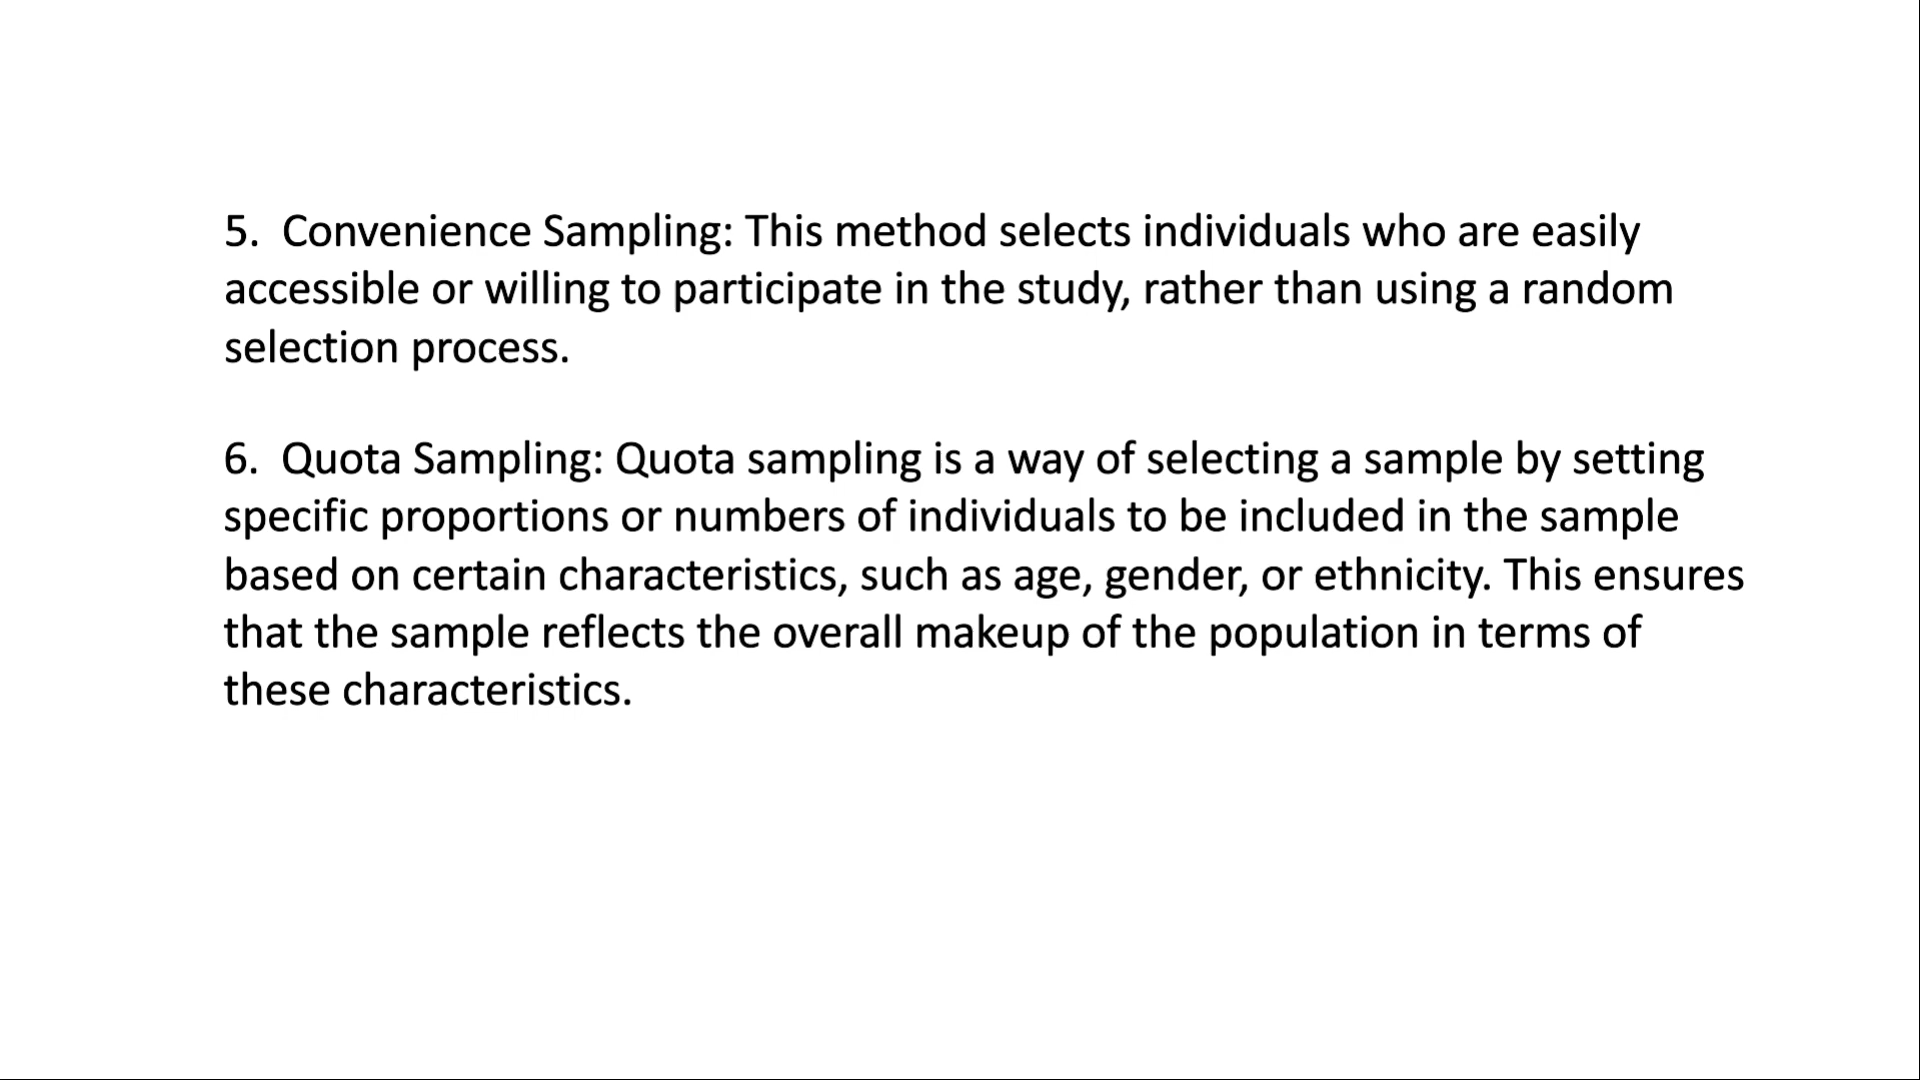 5.  Convenience Sampling: This method selects individuals who are easily
accessible or willing to participate in the study, rather than using a random
selection process.
6.  Quota Sampling: Quota sampling is a way of selecting a sample by setting
specific proportions or numbers of individuals to be included in the sample
based on certain characteristics, such as age, gender, or ethnicity. This ensures
that the sample reflects the overall makeup of the population in terms of
these characteristics.